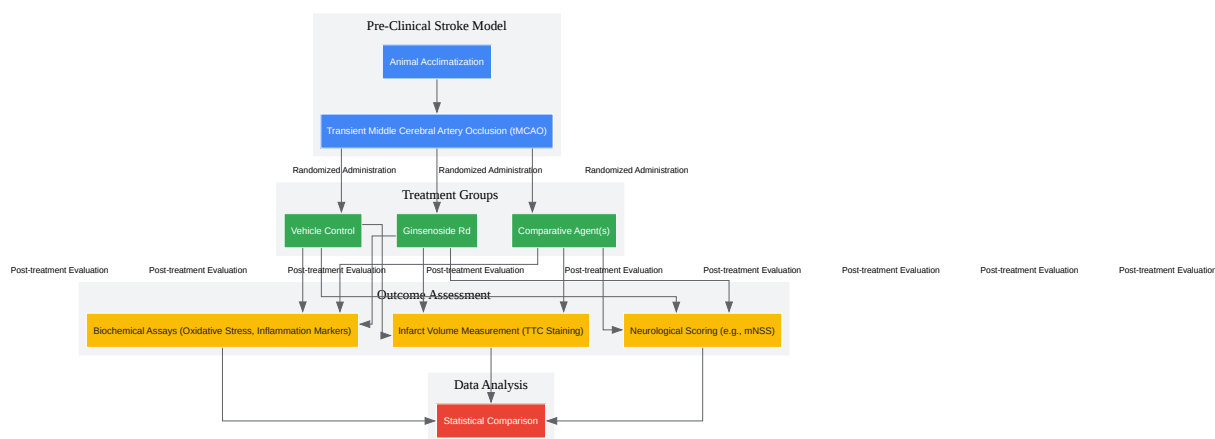 Pre-Clinical Stroke Model
Animal Acclimatization
Transient Middle Cerebral Artery Occlusion (tMCAO)
Randomized Administration
Randomized Administration
Randomized Administration
Treatment Groups
Vehicle Control
Ginsenoside Rd
Comparative Agent(s)
Post-treatment Evaluation
Post-treatment Evaluation
Post-treatment Evaluation
Post-treatment Evaluation
Post-treatment Evaluation
Post-treatment Evaluation
Post-treatment Evaluation
Post-treatment Evaluation
Post-treatment Evaluation
Outcome Assessment
Biochemical Assays (Oxidative Stress, Inflammation Markers)
Infarct Volume Measurement (TTC Staining)
Neurological Scoring (e.g., mNSS)
Data Analysis
Statistical Comparison